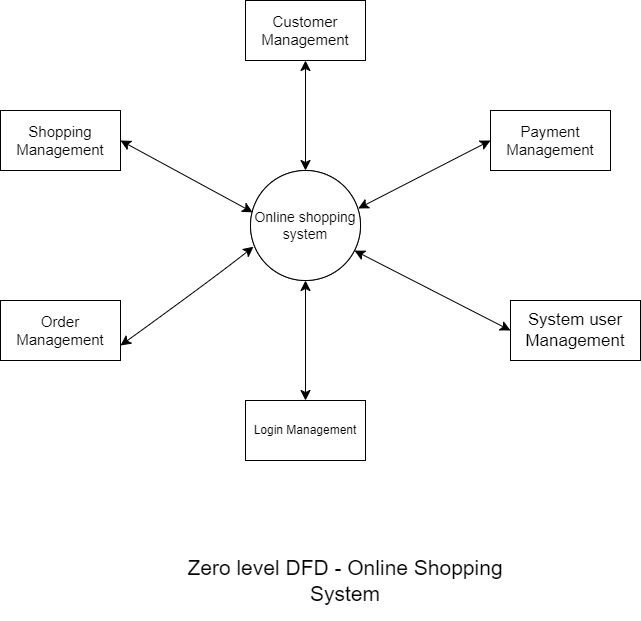 Customer
Management
Shopping
Management
Payment
Management
Online shopping
system
Order
Management
System user
Management
Login Management
Zero level DFD - Online Shopping
System